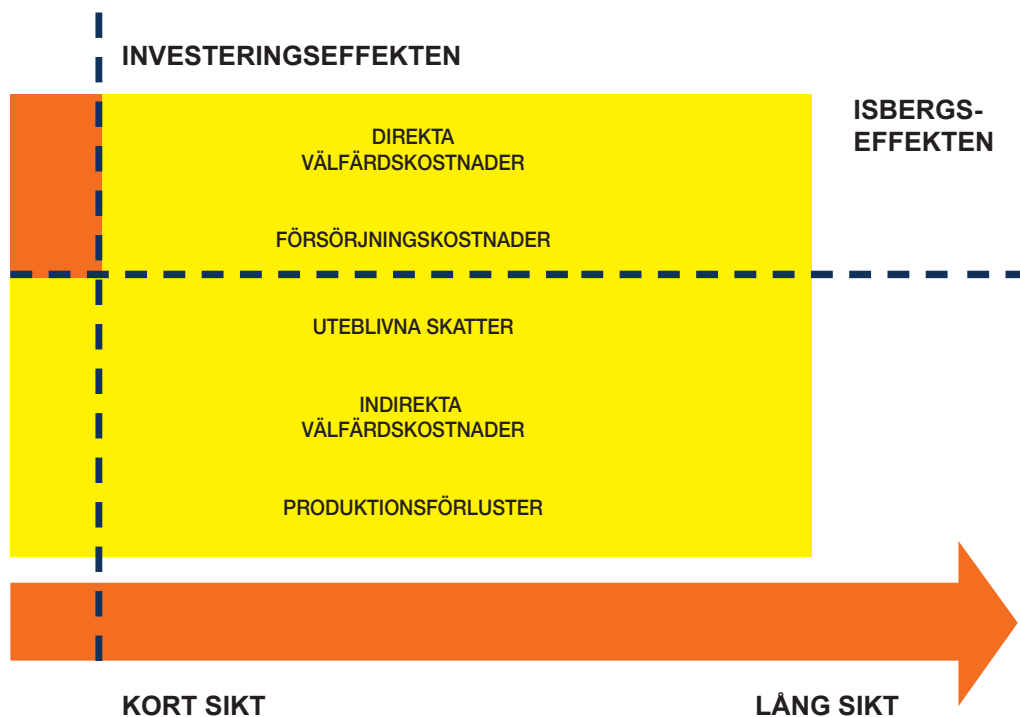 INVESTERINGSEFFEKTEN
ISBERGS-
EFFEKTEN
DIREKTA
VÄLFÄRDSKOSTNADER
FÖRSÖRJNINGSKOSTNADER
UTEBLIVNA SKATTER
INDIREKTA
VÄLFÄRDSKOSTNADER
PRODUKTIONSFÖRLUSTER
KORT SIKT
LÅNG SIKT